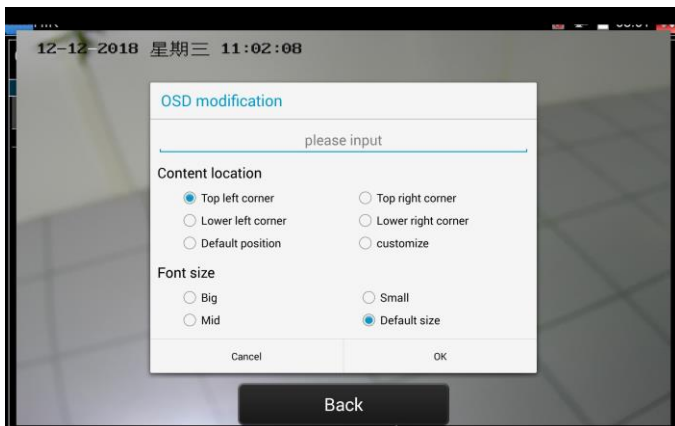 12-12-2018 星期三 11:02:08
OSD modification
please input
Content location
Top left corner
Top right corner
Lower left corner
Lower right corner
Default position
customize
Font size
Big
Small
Mid
Default size
Cancel
OK
Back